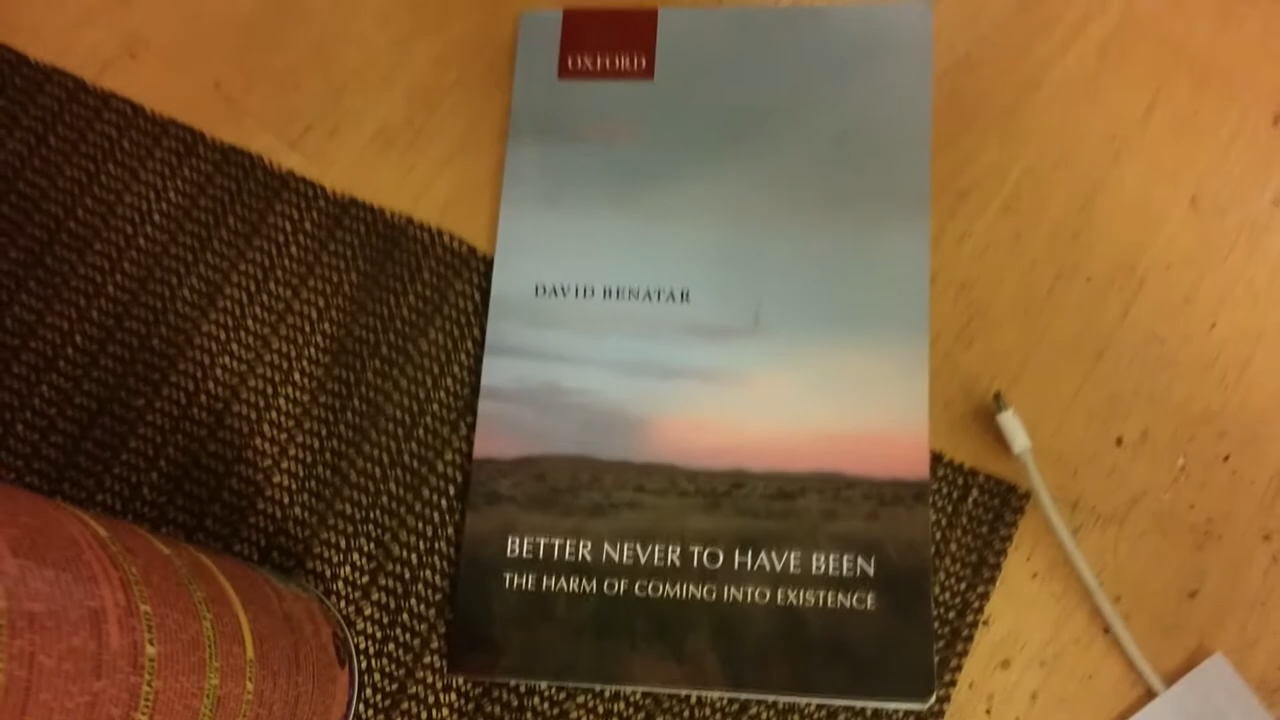 OXFORD
DAVID BENATAR
BETTER NEVER TO HAVE BEEN
THE HARM OF COMING INTO EXISTENCE